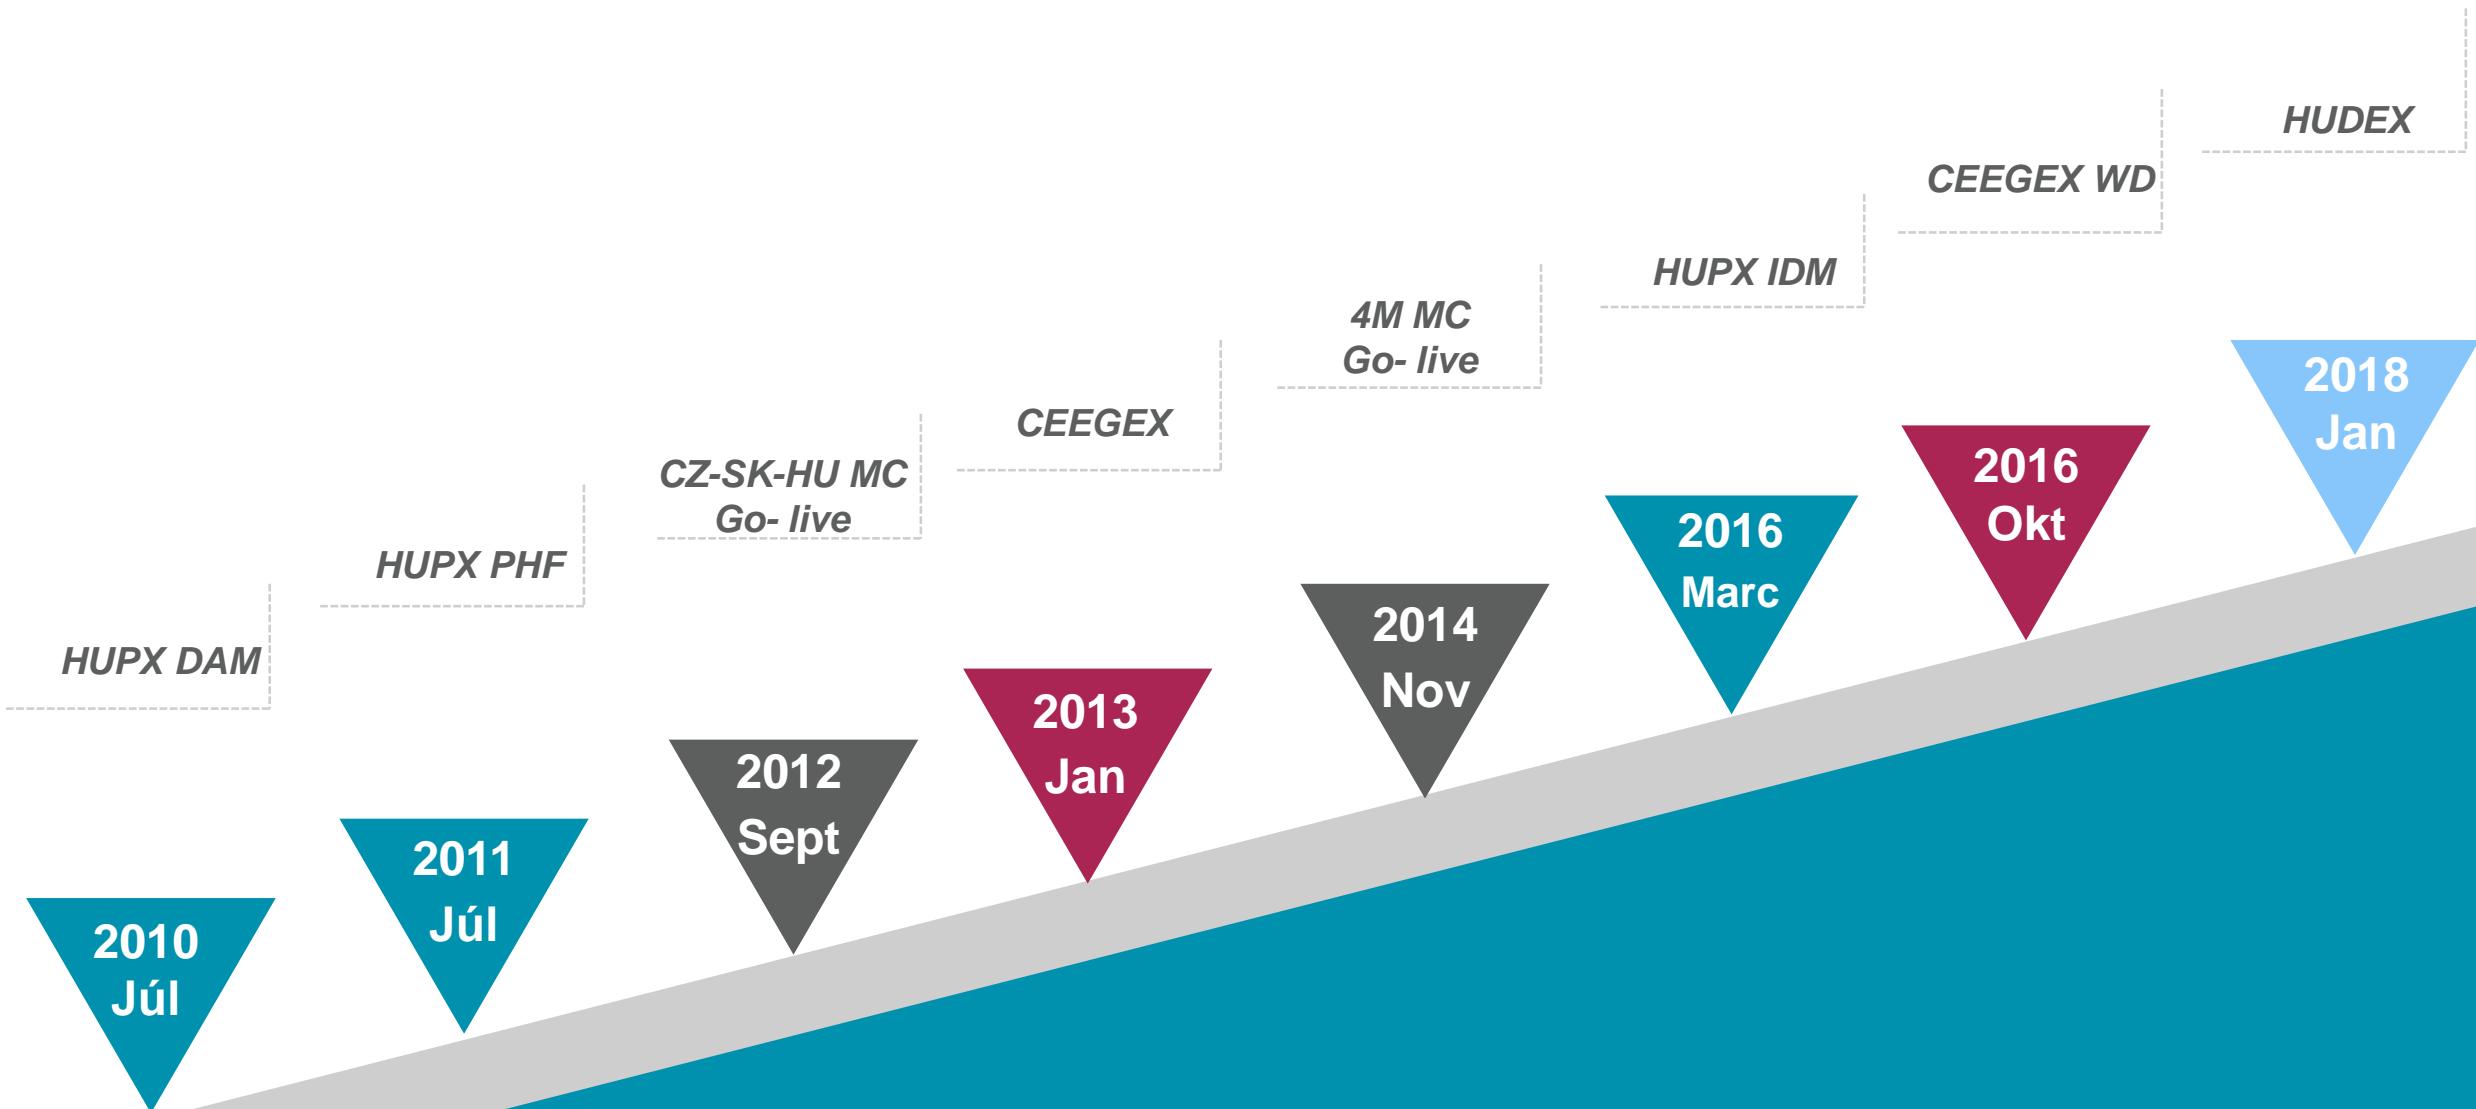 HUPX DAM
2010
Júl
HUPX PHF
2011
Júl
CZ-SK-HU MC
Go- live
2012
Sept
CEEGEX
2013
Jan
4M MC
Go- live
2014
Nov
HUPX IDM
2016
Marc
CEEGEX WD
2016
Okt
HUDEX
2018
Jan